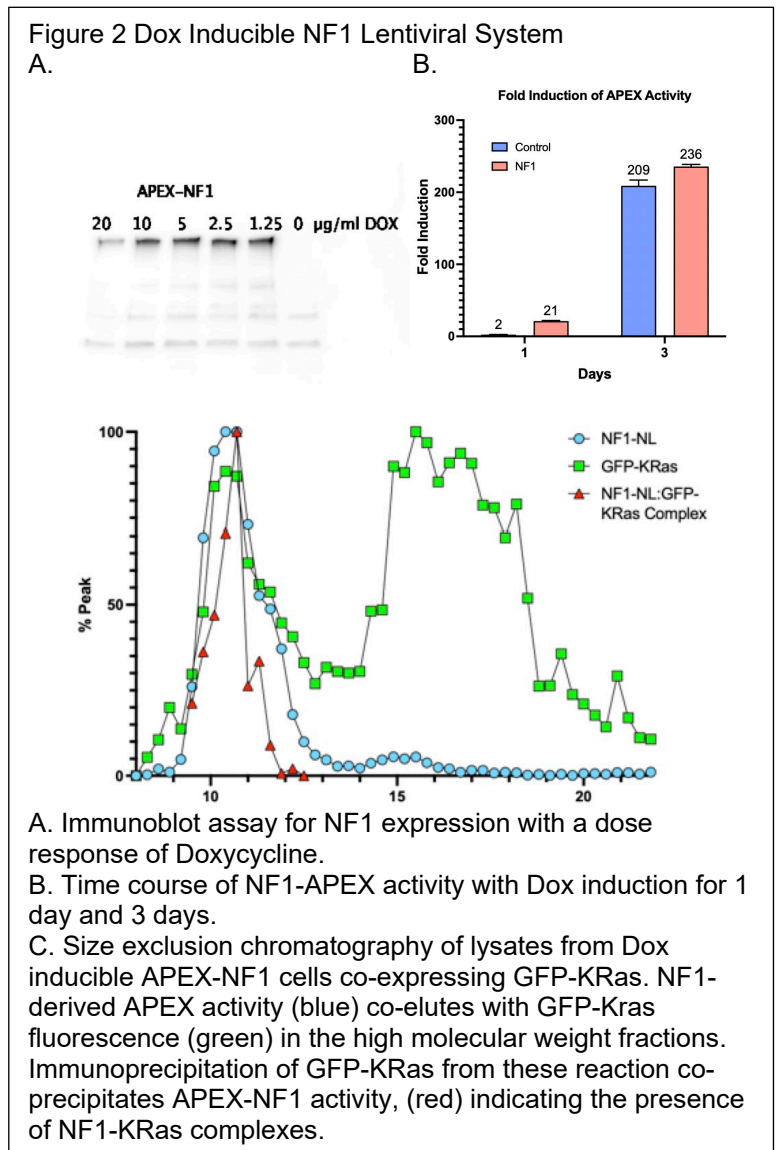 Figure 2 Dox Inducible NF1 Lentiviral System
A.
B.
APEX–NF1
20 10 5 2.5 1.25 0 µg/ml DOX
Fold Induction of APEX Activity
Fold Induction
300
200
100
0
Control
NF1
2
21
209
236
1
3
Days
% Peak
100
50
0
10
15
20
NF1-NL
GFP-KRas
NF1-NL:GFP-
KRas Complex
A. Immunoblot assay for NF1 expression with a dose
response of Doxycycline.
B. Time course of NF1-APEX activity with Dox induction for 1
day and 3 days.
C. Size exclusion chromatography of lysates from Dox
inducible APEX-NF1 cells co-expressing GFP-KRas. NF1-
derived APEX activity (blue) co-elutes with GFP-Kras
fluorescence (green) in the high molecular weight fractions.
Immunoprecipitation of GFP-KRas from these reaction co-
precipitates APEX-NF1 activity, (red) indicating the presence
of NF1-KRas complexes.